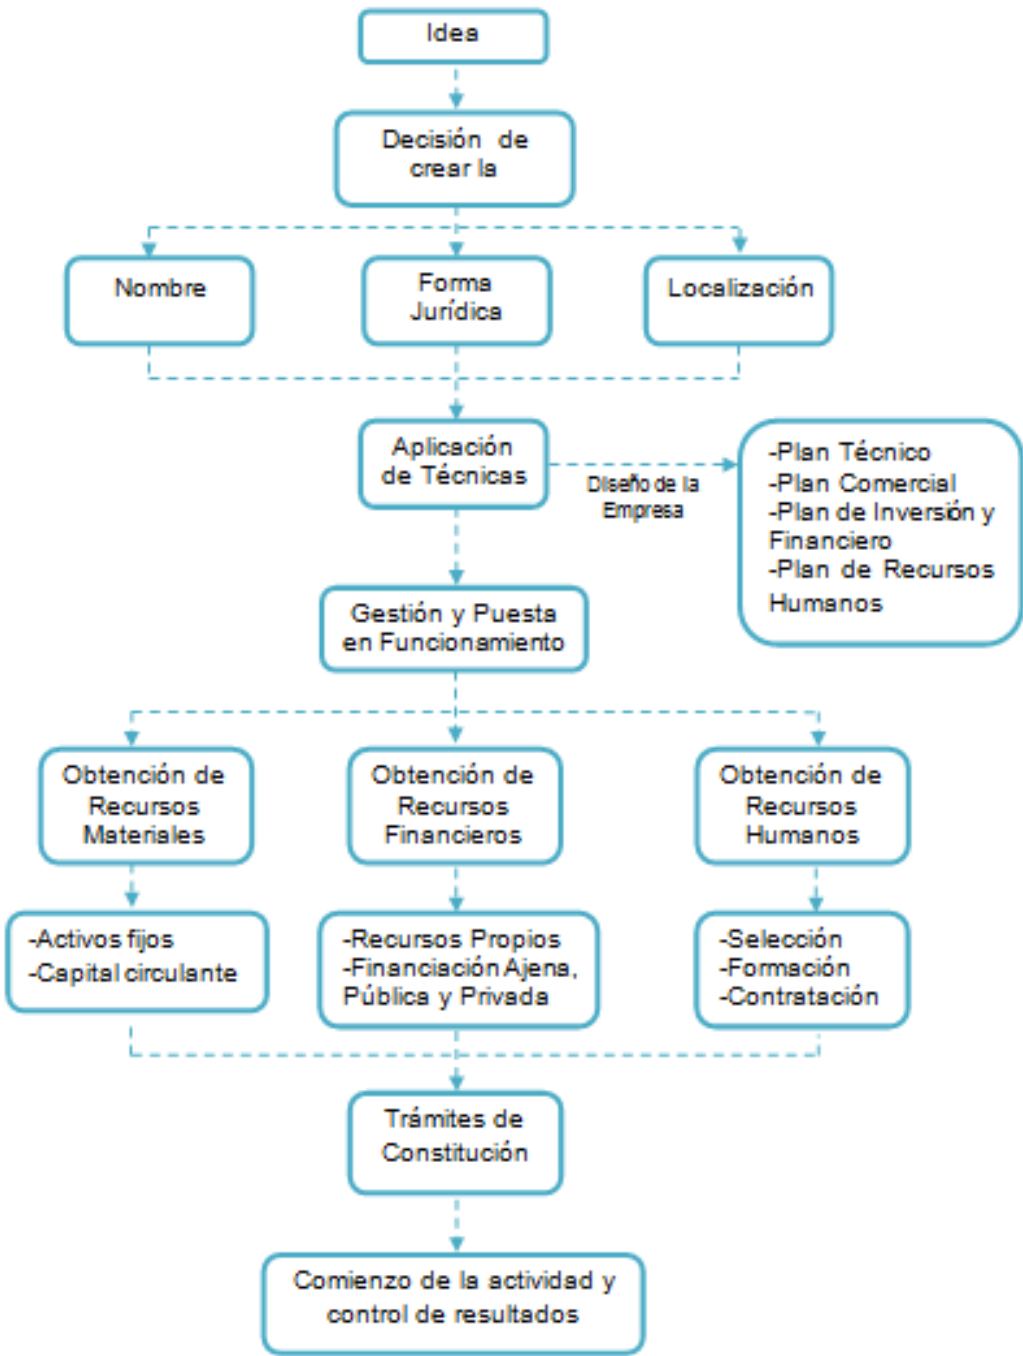 Idea
Decisión de
crear la
Nombre
Forma
Jurídica
Localización
Aplicación
de Técnicas
Diseño de la
Empresa
-Plan Técnico
-Plan Comercial
-Plan de Inversión y
Financiero
-Plan de Recursos
Humanos
Gestión y Puesta
en Funcionamiento
Obtención de
Recursos
Materiales
Obtención de
Recursos
Financieros
Obtención de
Recursos
Humanos
-Activos fijos
-Capital circulante
-Recursos Propios
-Financiación Ajena,
Pública y Privada
-Selección
-Formación
-Contratación
Trámites de
Constitución
Comienzo de la actividad y
control de resultados